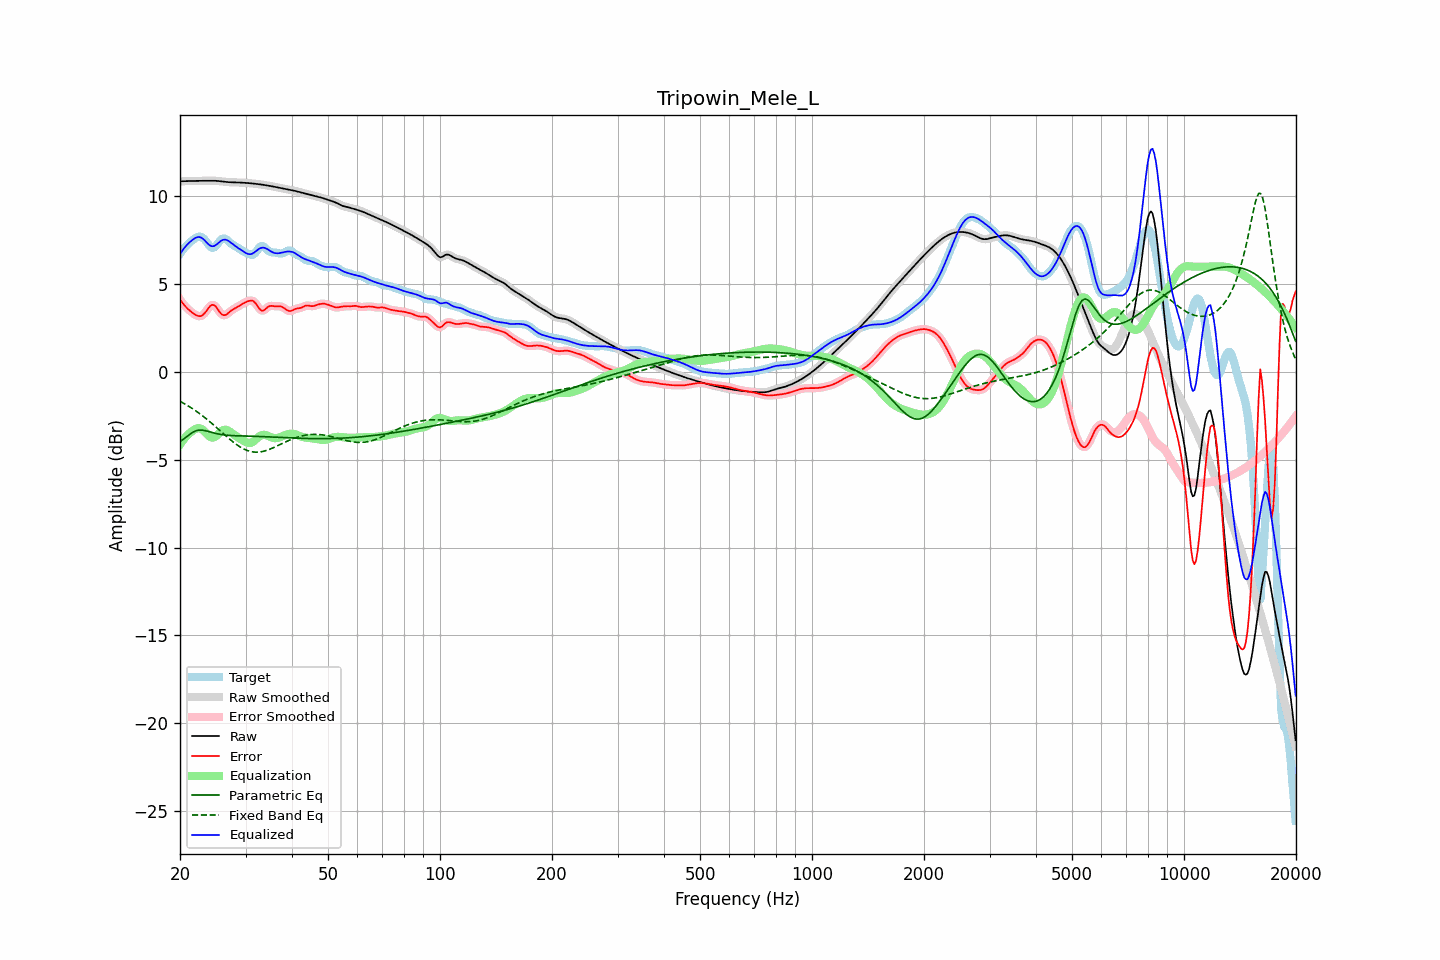 Tripowin_Mele_L
Amplitude (dBr)
10
5
0
−5
−10
−15
−20
−25
Target
Raw Smoothed
Error Smoothed
Raw
Error
Equalization
Parametric Eq
Fixed Band Eq
Equalized
20 50 100 200 500 1000 2000 5000 10000 20000
Frequency (Hz)